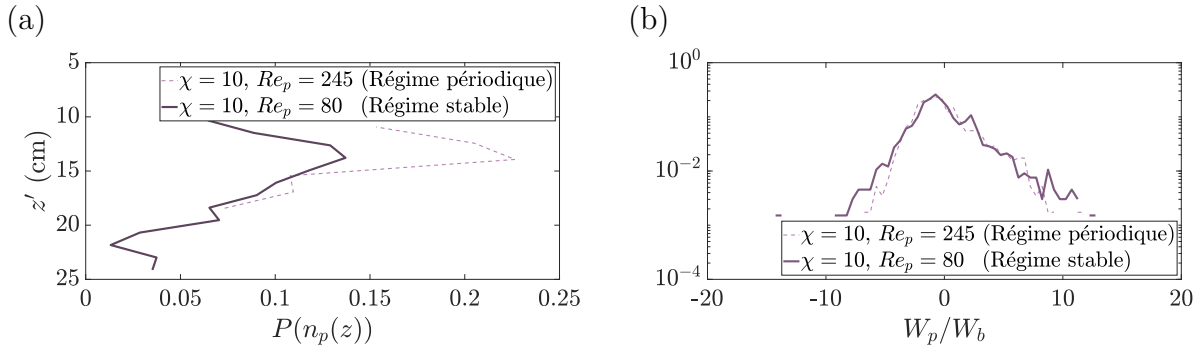 (a)
(b)
5
10
15
20
25
z′ (cm)
χ = 10, Re_p = 245 (Régime périodique)
χ = 10, Re_p = 80 (Régime stable)
0
0.05
0.1
0.15
0.2
0.25
P(n_p(z))
10^0
10^−2
10^−4
χ = 10, Re_p = 245 (Régime périodique)
χ = 10, Re_p = 80 (Régime stable)
-20
-10
0
10
20
W_p/W_b